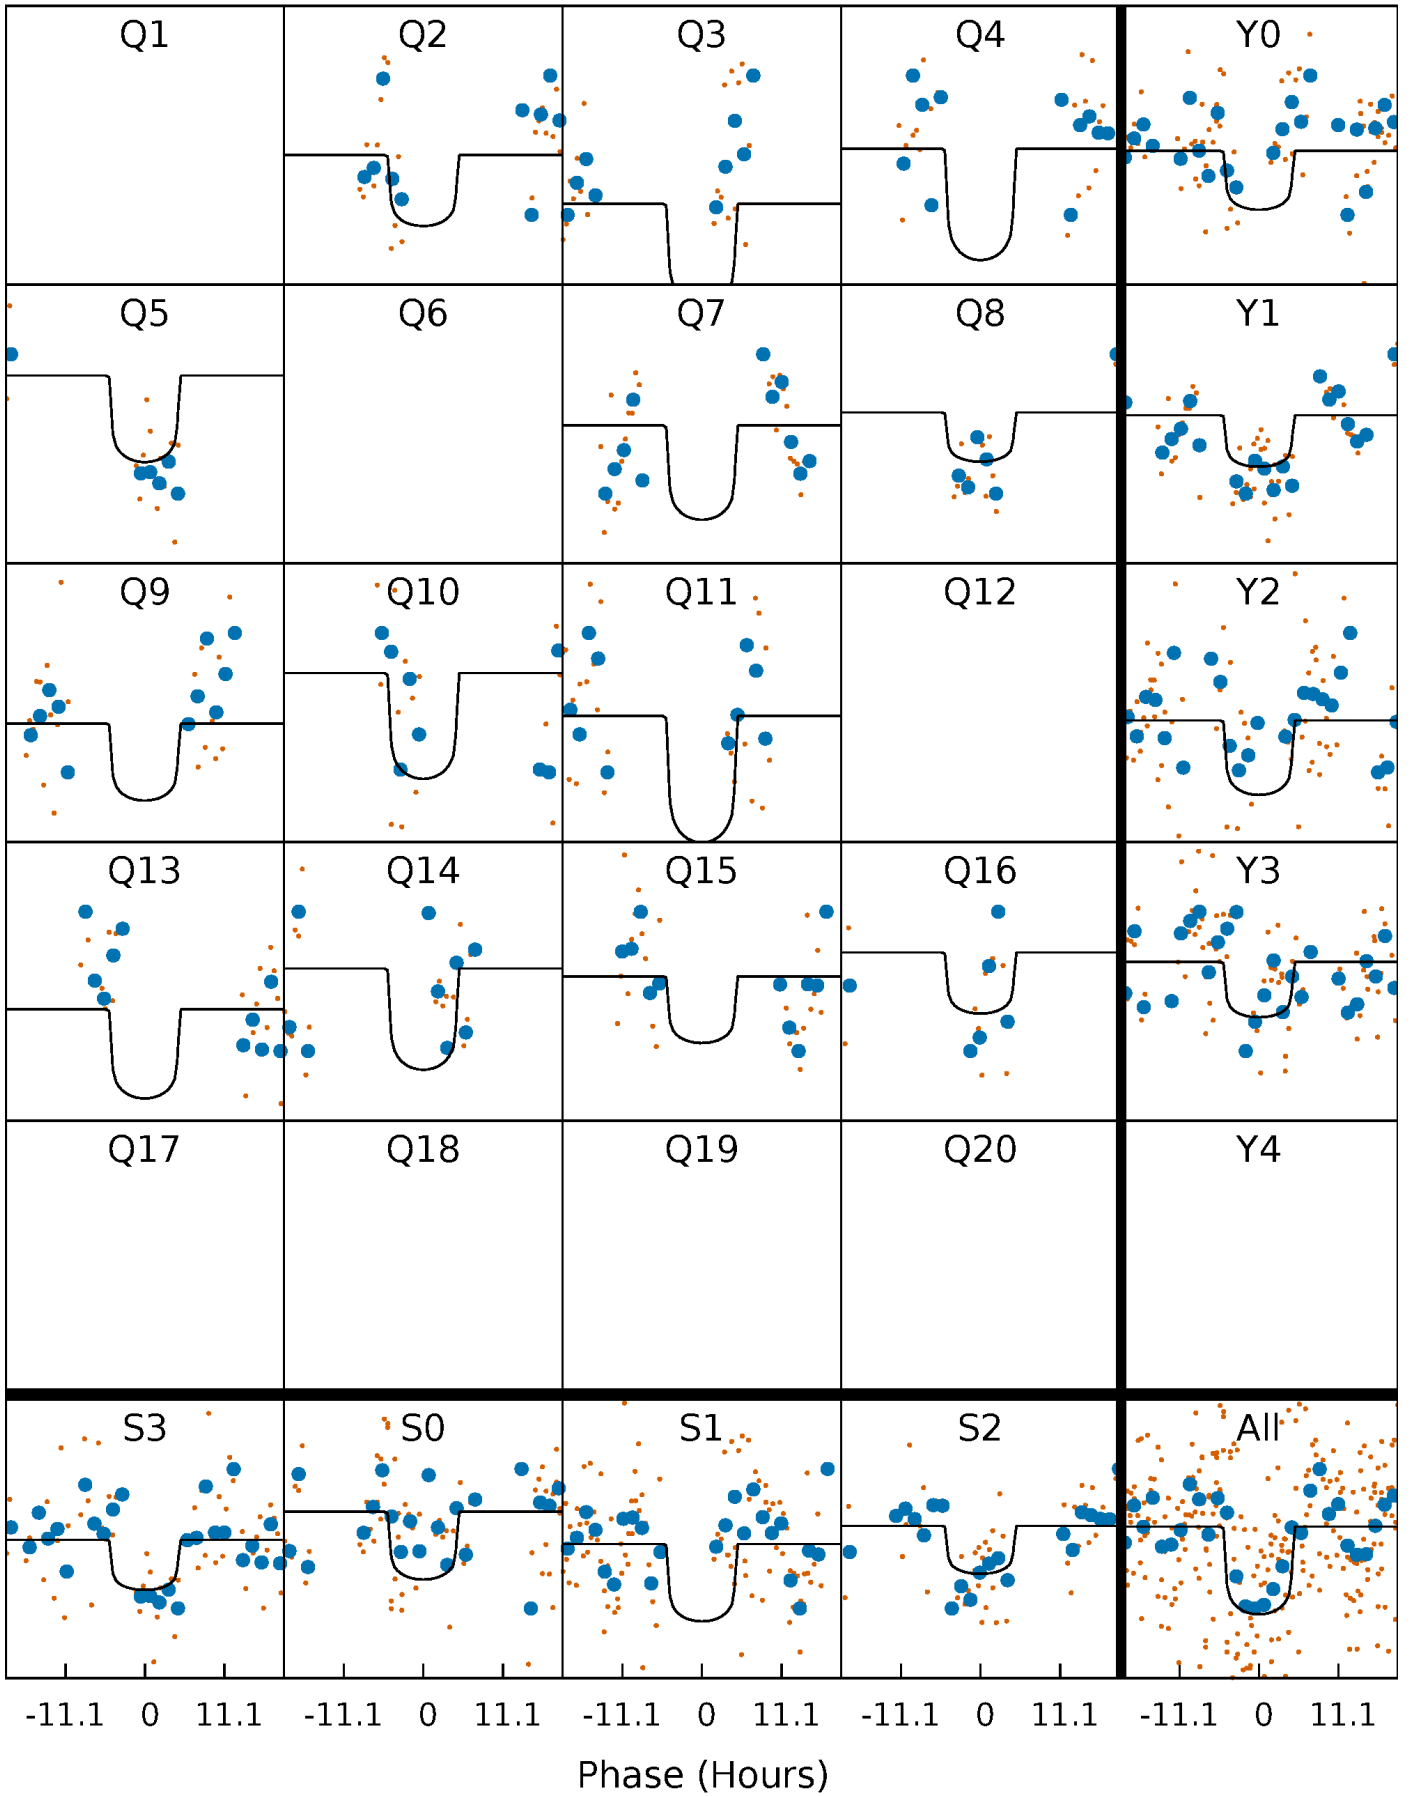 Q1 Q2 Q3 Q4 Y0
Q5 Q6 Q7 Q8 Y1
Q9 Q10 Q11 Q12 Y2
Q13 Q14 Q15 Q16 Y3
Q17 Q18 Q19 Q20 Y4
S3 S0 S1 S2 All
-11.1 0 11.1 -11.1 0 11.1 -11.1 0 11.1 -11.1 0 11.1 -11.1 0 11.1
Phase (Hours)